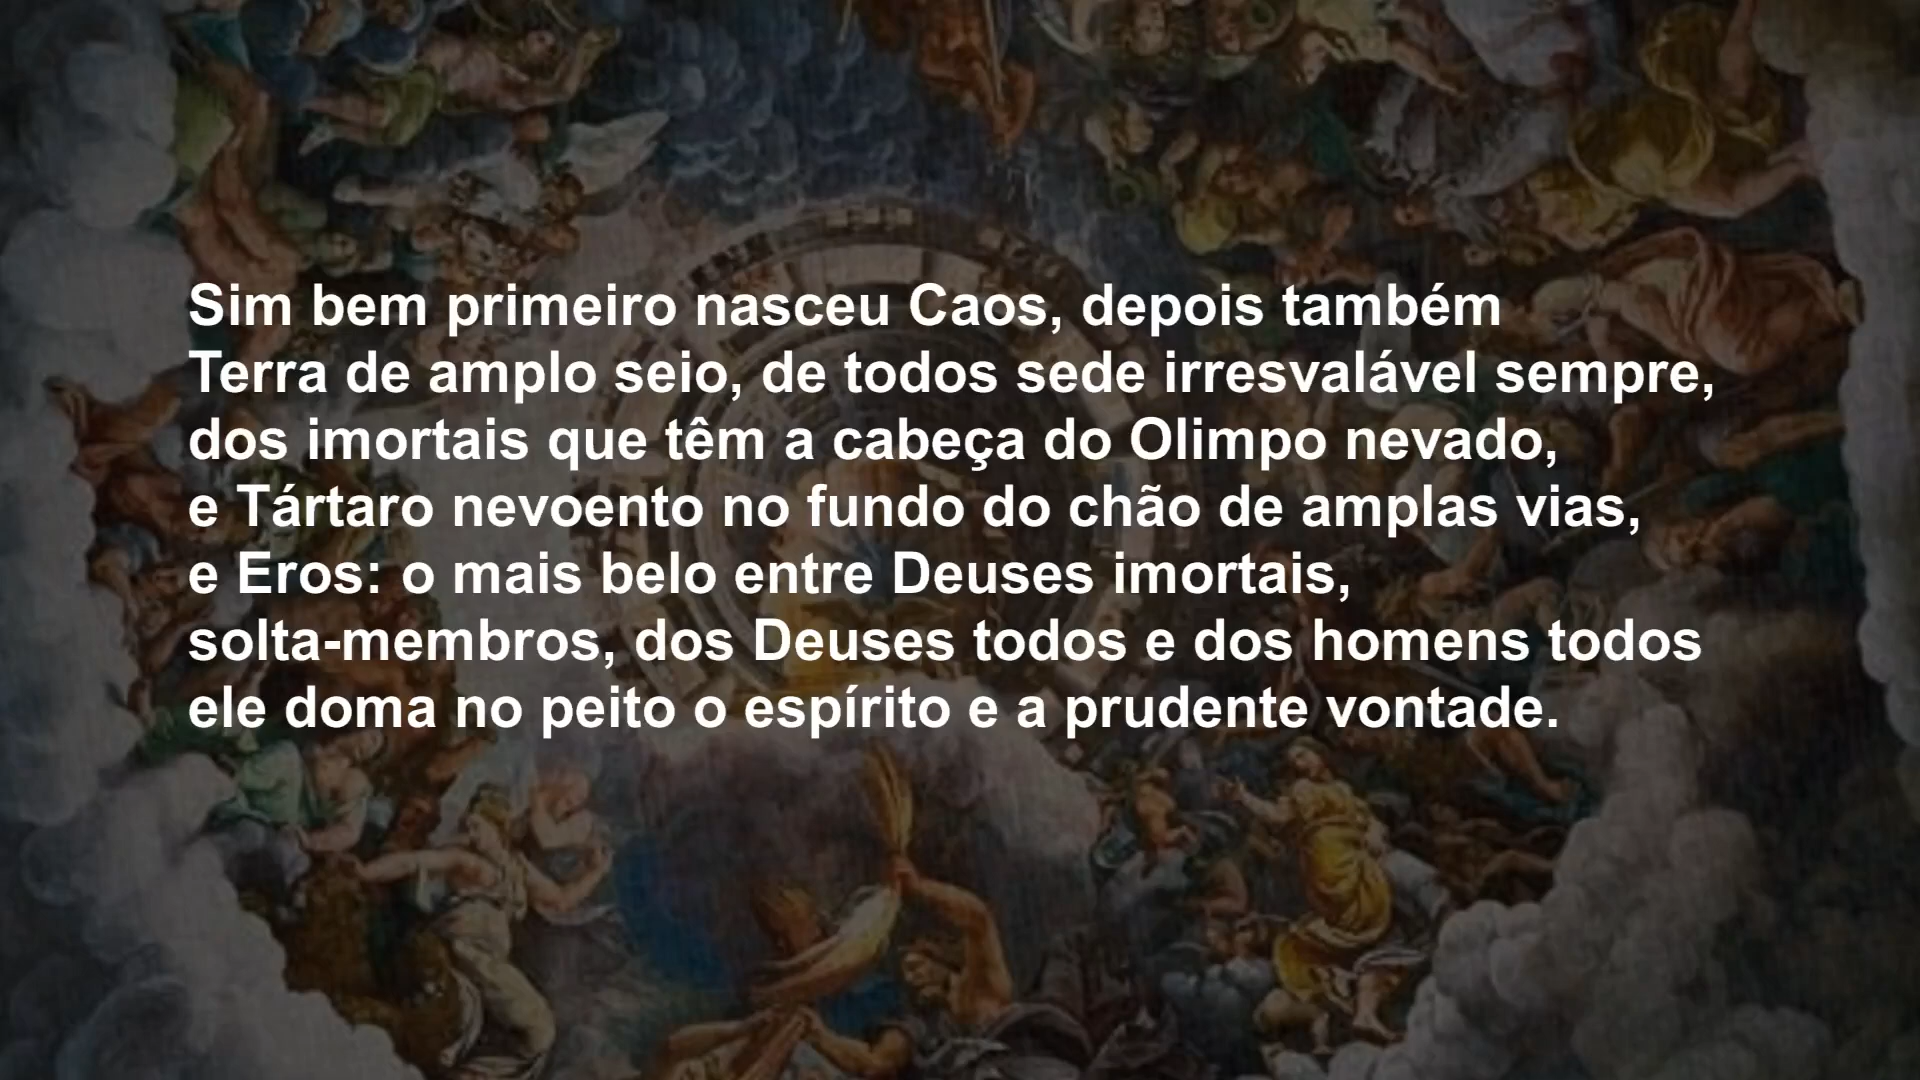 Sim bem primeiro nasceu Caos, depois também
Terra de amplo seio, de todos sede irresvalável sempre,
dos imortais que têm a cabeça do Olimpo nevado,
e Tártaro nevoento no fundo do chão de amplas vias,
e Eros: o mais belo entre Deuses imortais,
solta-membros, dos Deuses todos e dos homens todos
ele doma no peito o espírito e a prudente vontade.